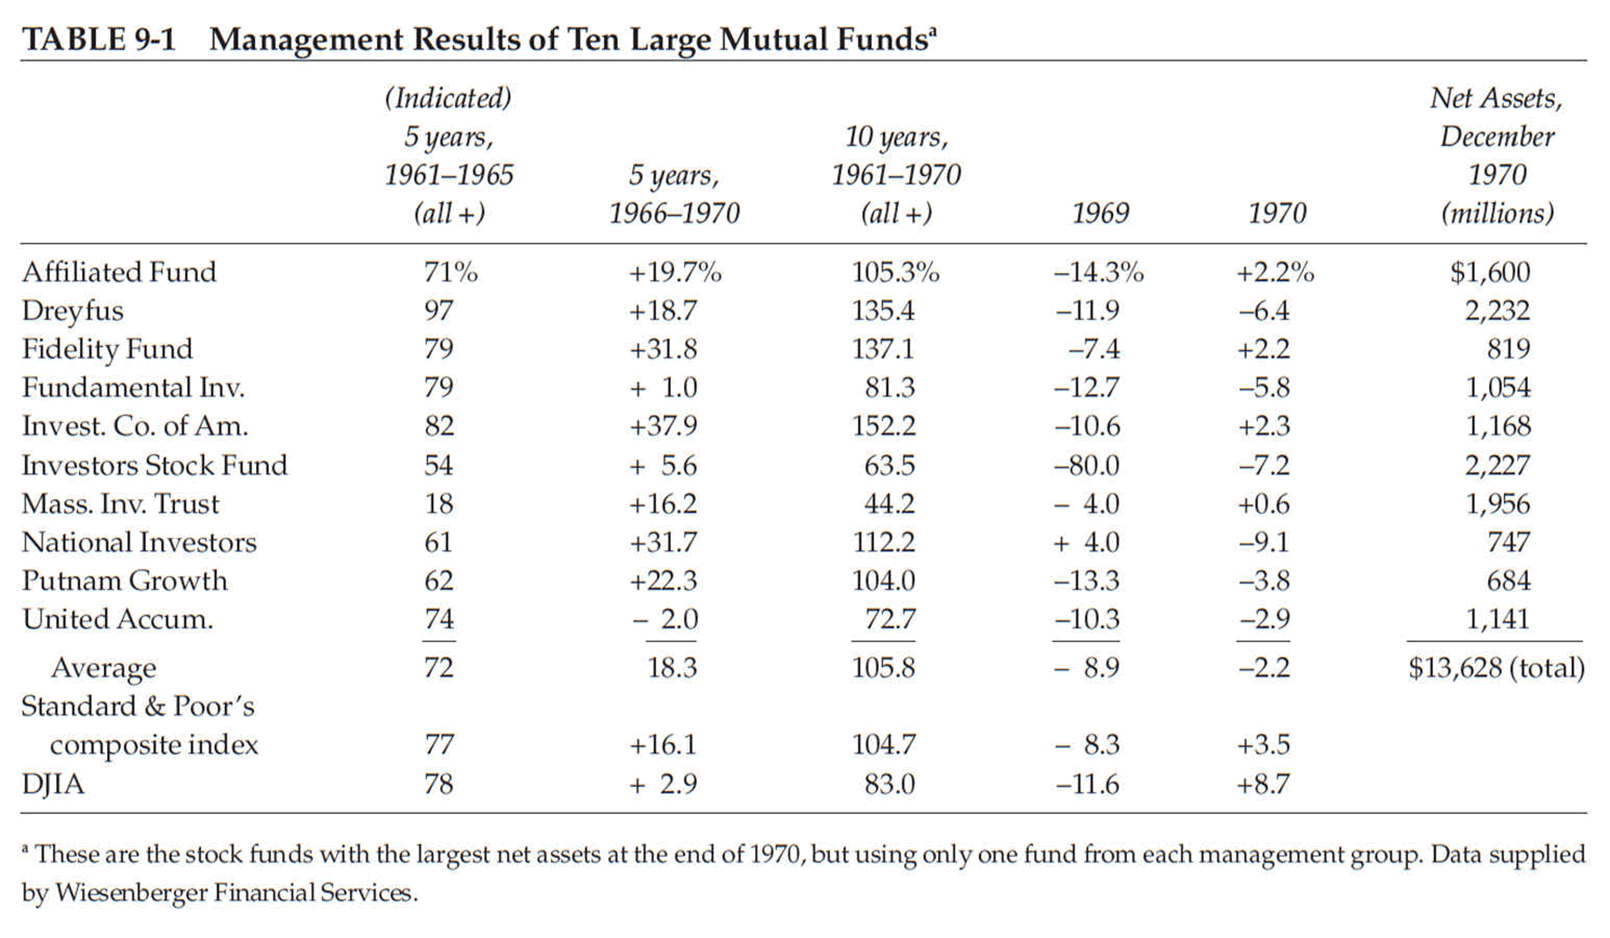 TABLE 9-1 Management Results of Ten Large Mutual Fundsᵃ
(Indicated)
5 years,
1961–1965
(all +)
5 years,
1966–1970
10 years,
1961–1970
(all +)
1969
1970
Net Assets,
December
1970
(millions)
Affiliated Fund 71% +19.7% 105.3% –14.3% +2.2% $1,600
Dreyfus 97 +18.7 135.4 –11.9 –6.4 2,232
Fidelity Fund 79 +31.8 137.1 –7.4 +2.2 819
Fundamental Inv. 79 + 1.0 81.3 –12.7 –5.8 1,054
Invest. Co. of Am. 82 +37.9 152.2 –10.6 +2.3 1,168
Investors Stock Fund 54 + 5.6 63.5 –80.0 –7.2 2,227
Mass. Inv. Trust 18 +16.2 44.2 – 4.0 +0.6 1,956
National Investors 61 +31.7 112.2 + 4.0 –9.1 747
Putnam Growth 62 +22.3 104.0 –13.3 –3.8 684
United Accum. 74 – 2.0 72.7 –10.3 –2.9 1,141
Average 72 18.3 105.8 – 8.9 –2.2 $13,628 (total)
Standard & Poor's
composite index 77 +16.1 104.7 – 8.3 +3.5
DJIA 78 + 2.9 83.0 –11.6 +8.7
ᵃ These are the stock funds with the largest net assets at the end of 1970, but using only one fund from each management group. Data supplied
by Wiesenberger Financial Services.